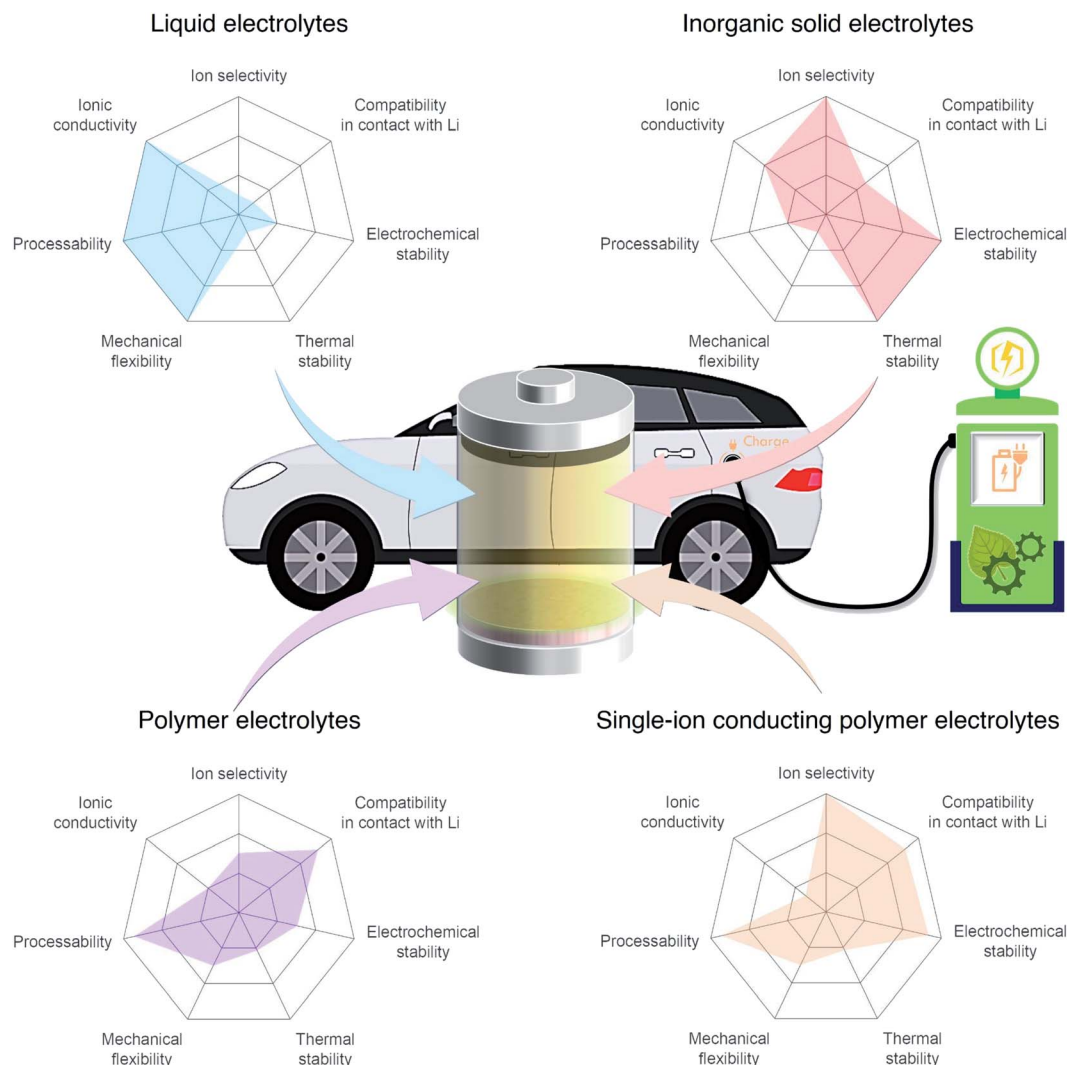 Liquid electrolytes
Ion selectivity
Ionic
conductivity
Compatibility
in contact with Li
Processability
Electrochemical
stability
Mechanical
flexibility
Thermal
stability
Inorganic solid electrolytes
Ion selectivity
Ionic
conductivity
Compatibility
in contact with Li
Processability
Electrochemical
stability
Mechanical
flexibility
Thermal
stability
Charge
Polymer electrolytes
Ion selectivity
Ionic
conductivity
Compatibility
in contact with Li
Processability
Electrochemical
stability
Mechanical
flexibility
Thermal
stability
Single-ion conducting polymer electrolytes
Ion selectivity
Ionic
conductivity
Compatibility
in contact with Li
Processability
Electrochemical
stability
Mechanical
flexibility
Thermal
stability